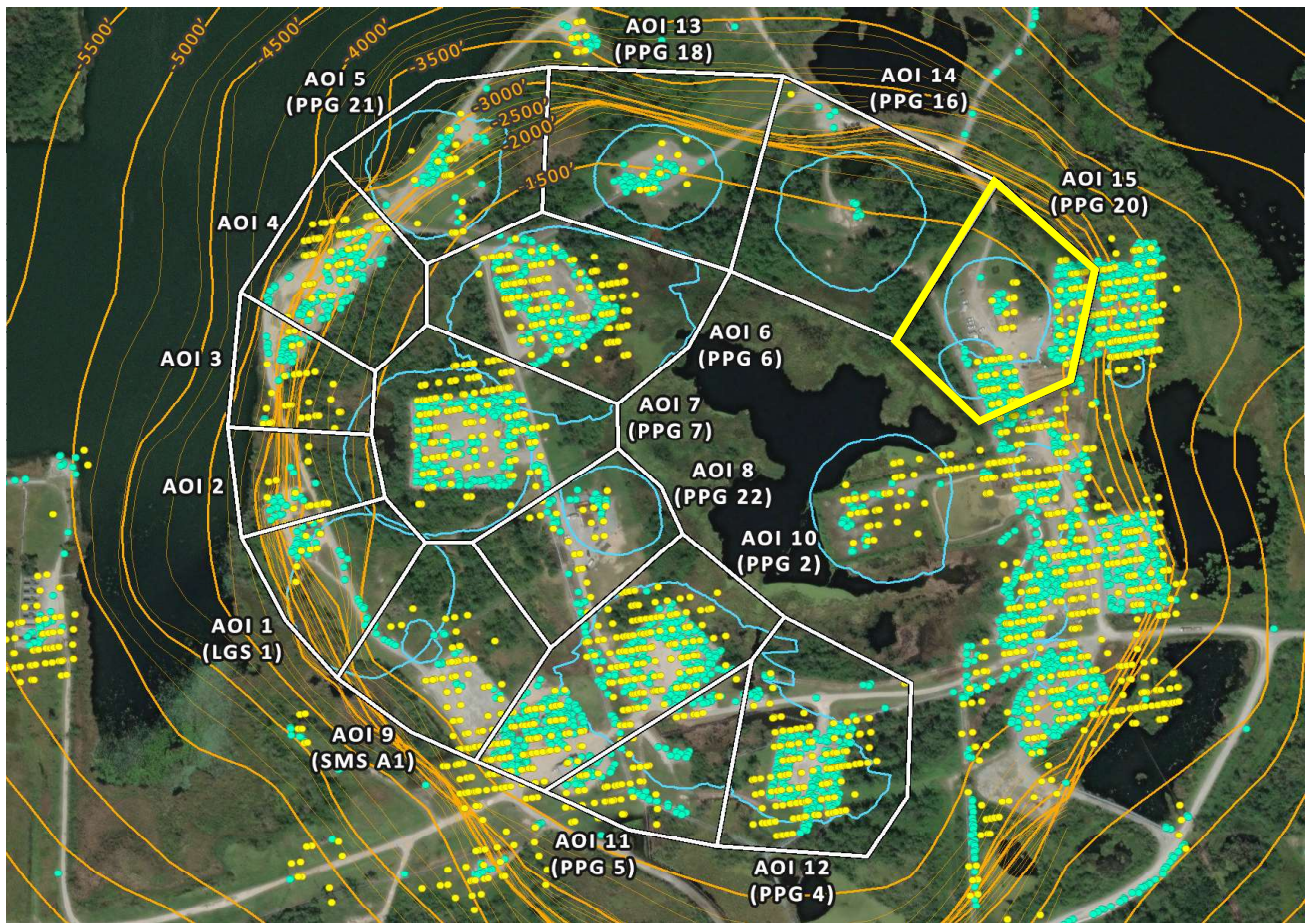 -5500'
-5000'
-4500'
-4000'
-3500'
-3000'
-2500'
-2000'
-1500'
AOI 13
(PPG 18)
AOI 5
(PPG 21)
AOI 14
(PPG 16)
AOI 15
(PPG 20)
AOI 4
AOI 3
AOI 6
(PPG 6)
AOI 7
(PPG 7)
AOI 2
AOI 8
(PPG 22)
AOI 10
(PPG 2)
AOI 1
(LGS 1)
AOI 9
(SMS A1)
AOI 11
(PPG 5)
AOI 12
(PPG 4)